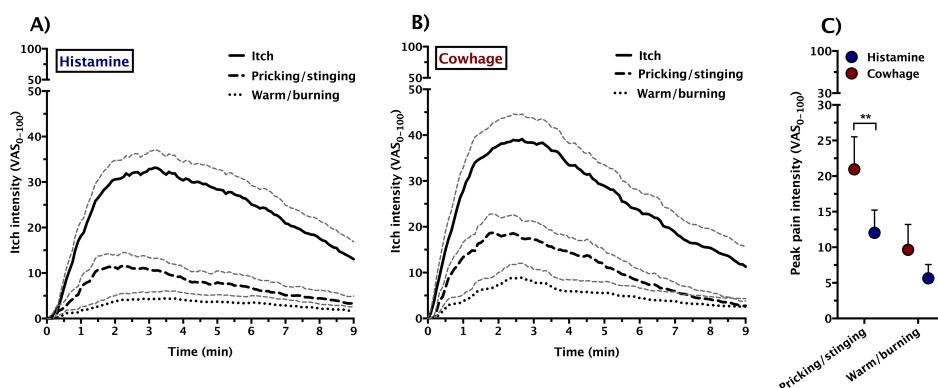 A)
Histamine
Itch
Pricking/stinging
Warm/burning
100
50
50
40
30
20
10
0
Itch intensity (VAS0–100)
0 1 2 3 4 5 6 7 8 9
Time (min)
B)
Cowhage
Itch
Pricking/stinging
Warm/burning
100
50
50
40
30
20
10
0
Itch intensity (VAS0–100)
0 1 2 3 4 5 6 7 8 9
Time (min)
C)
Histamine
Cowhage
100
30
30
25
20
15
10
5
0
Peak pain intensity (VAS0–100)
**
Pricking/stinging
Warm/burning